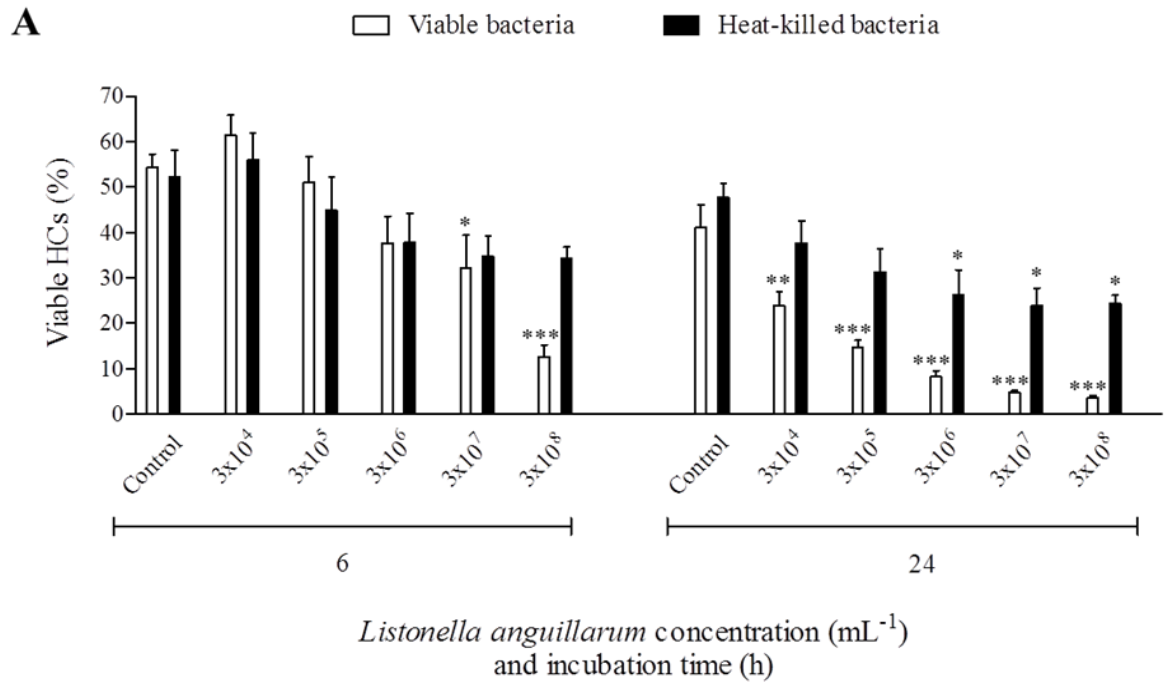 A
Viable bacteria
Heat-killed bacteria
Viable HCs (%)
70
60
50
40
30
20
10
0
*
***
**
***
***
*
***
*
***
*
Control
3x10⁴
3x10⁵
3x10⁶
3x10⁷
3x10⁸
Control
3x10⁴
3x10⁵
3x10⁶
3x10⁷
3x10⁸
6
24
Listonella anguillarum concentration (mL⁻¹)
and incubation time (h)